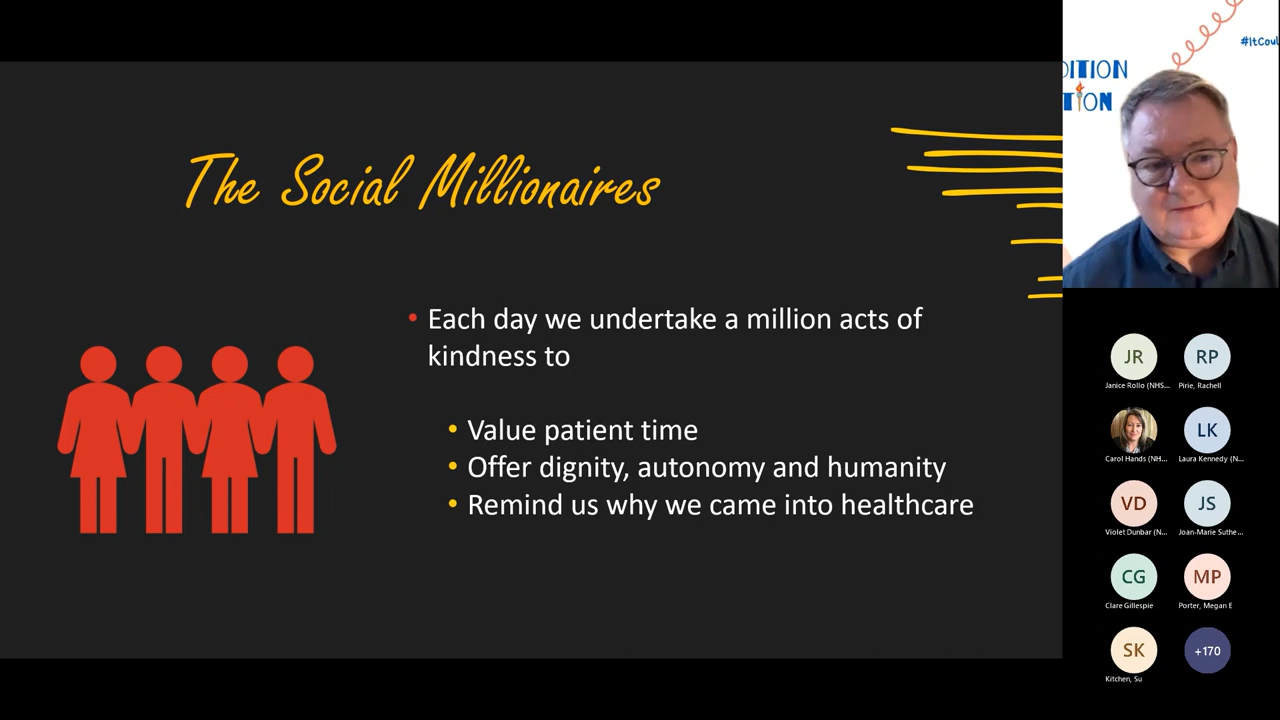 The Social Millionaires
• Each day we undertake a million acts of
kindness to
• Value patient time
• Offer dignity, autonomy and humanity
• Remind us why we came into healthcare
#ItCoul
DITION
TION
JR
RP
Janice Rollo (NHS...
Pirie, Rachell
LK
Carol Hands (NH...
Laura Kennedy (N...
VD
JS
Violet Dunbar (N...
Joan-Marie Suthe...
CG
MP
Clare Gillespie
Porter, Megan E
SK
+170
Kitchen, Su